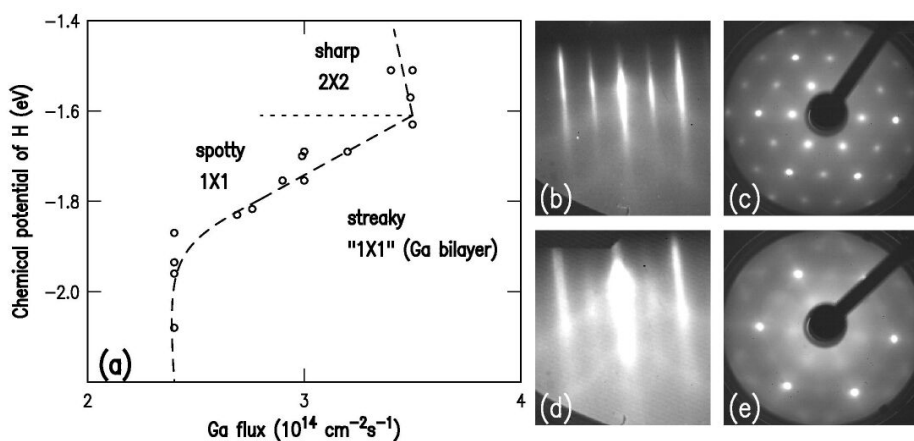 -1.4
-1.6
-1.8
-2.0
Chemical potential of H (eV)
sharp
2X2
spotty
1X1
streaky
"1X1" (Ga bilayer)
(a)
2
3
4
Ga flux (10¹⁴ cm⁻²s⁻¹)
(b)
(c)
(d)
(e)